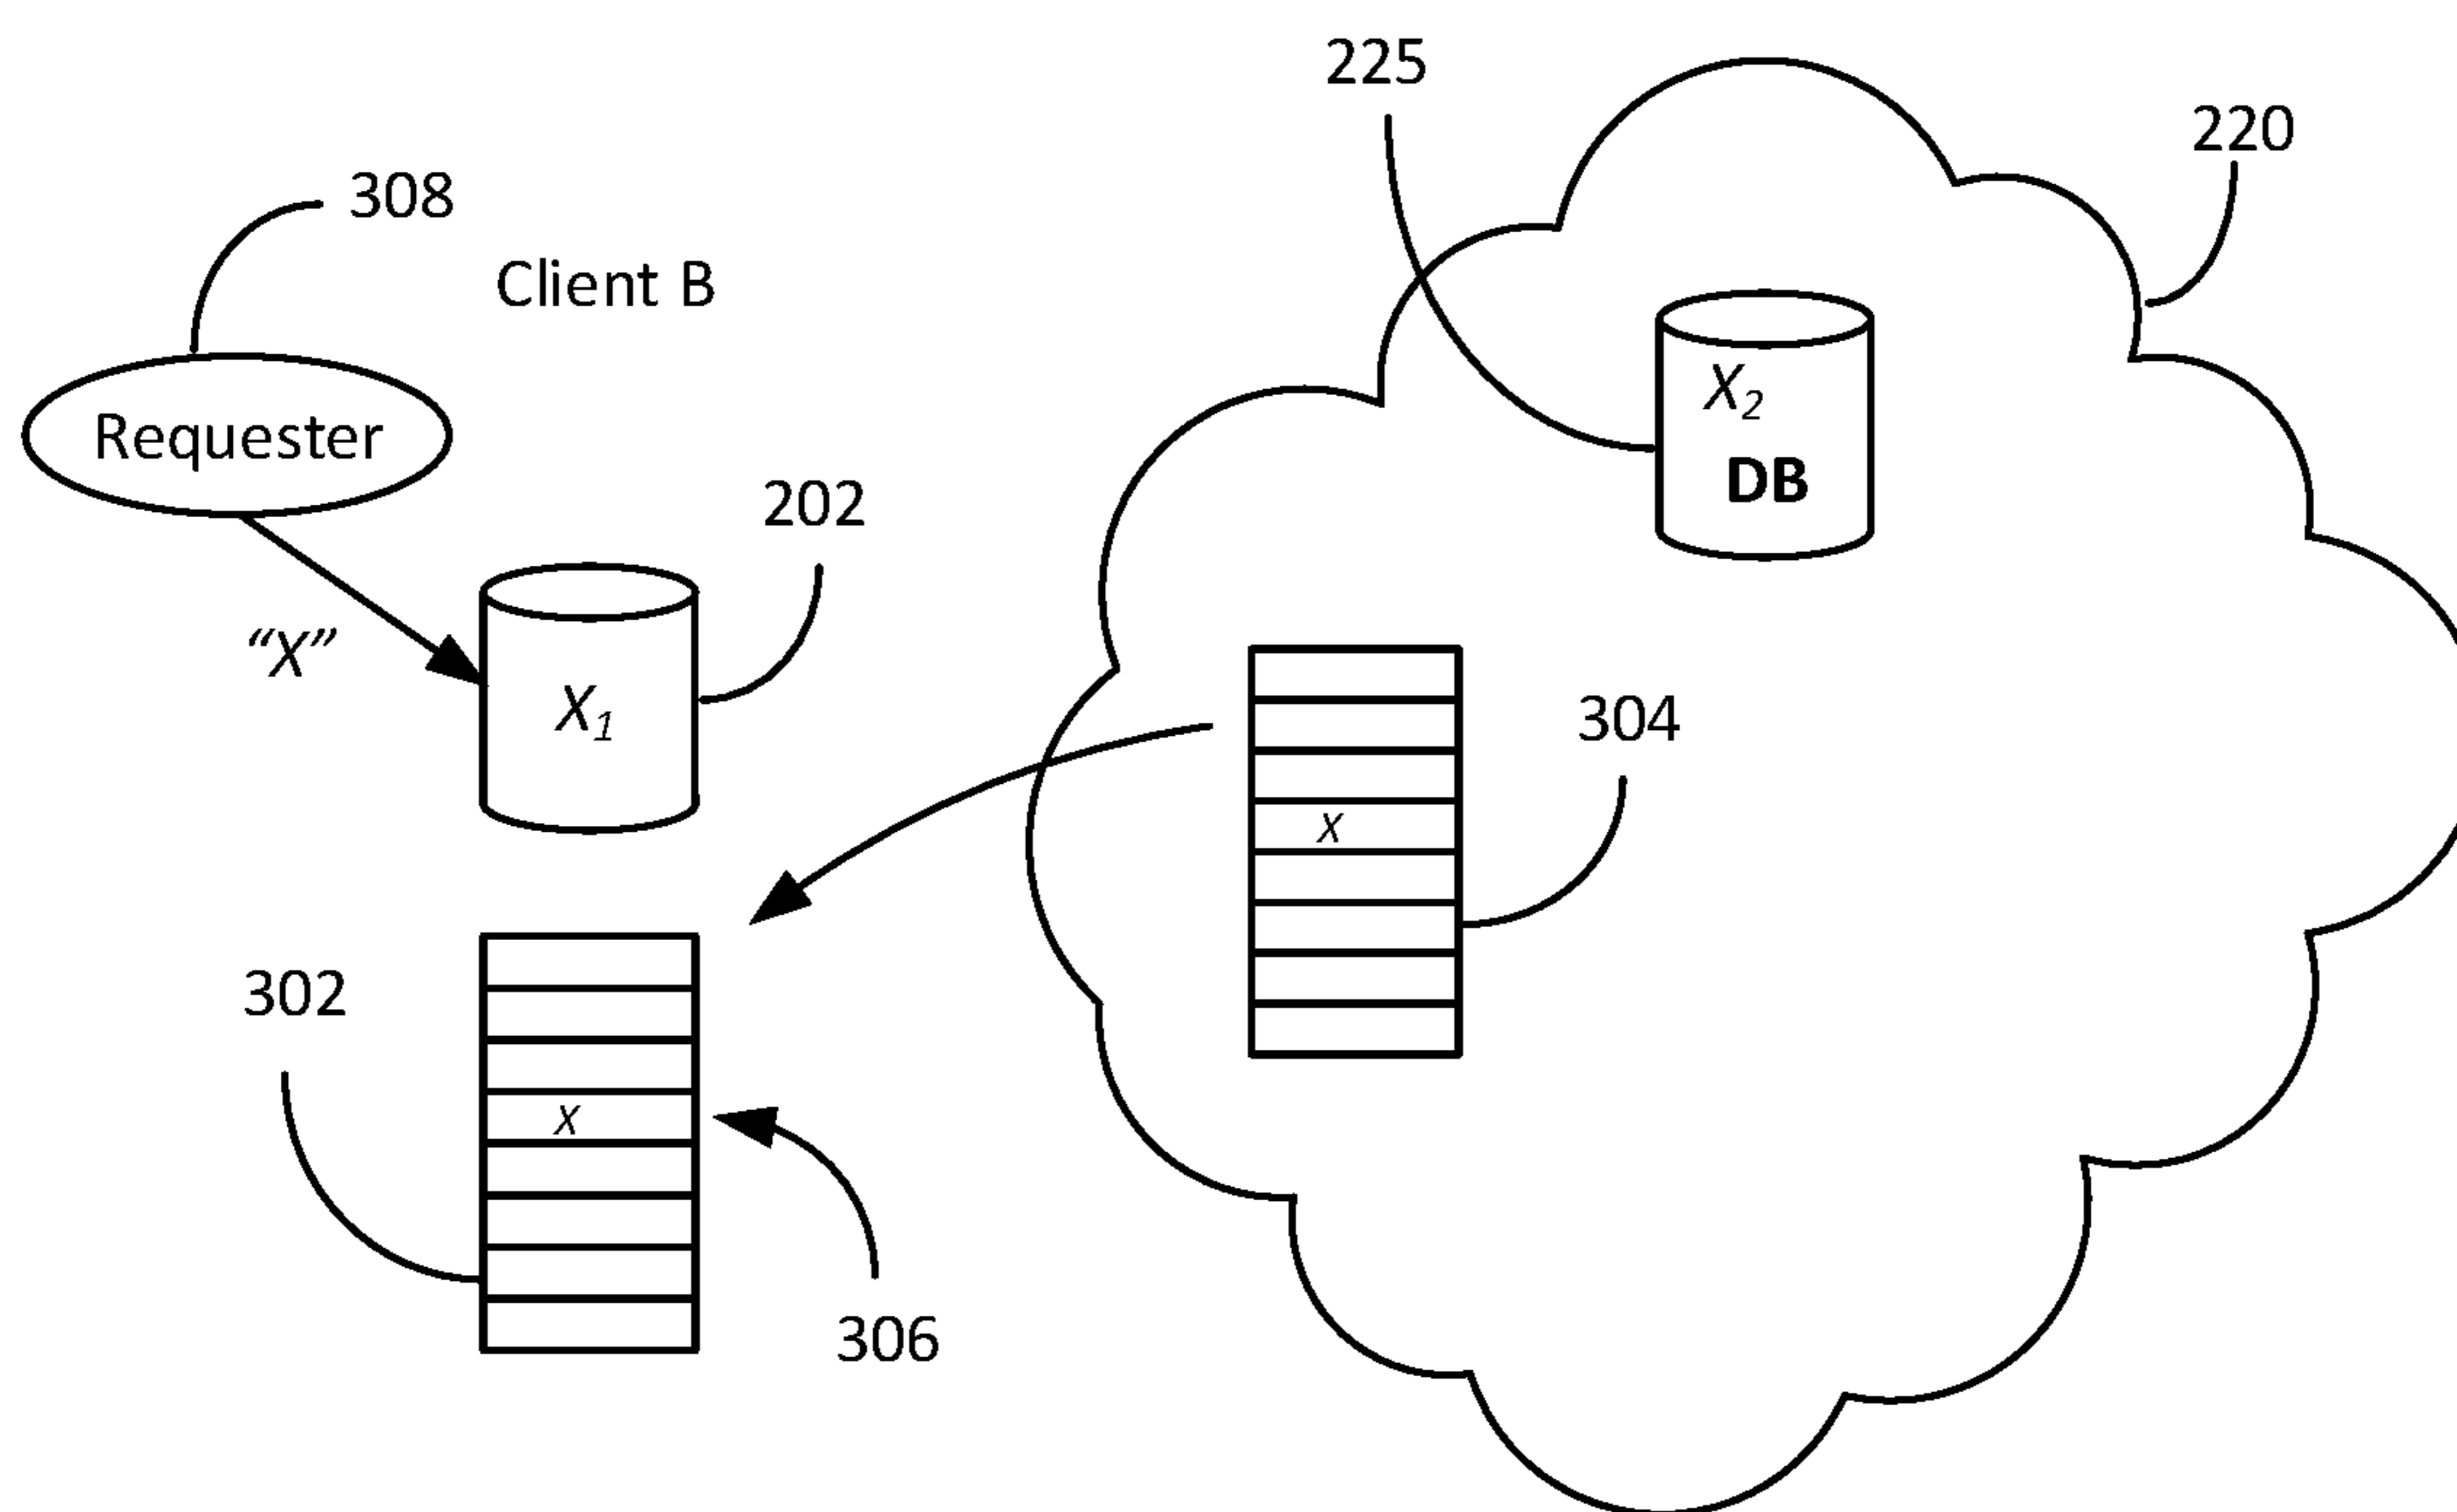 225
220
308
Client B
X2
Requester
DB
202
“X”
X1
304
X
302
X
306